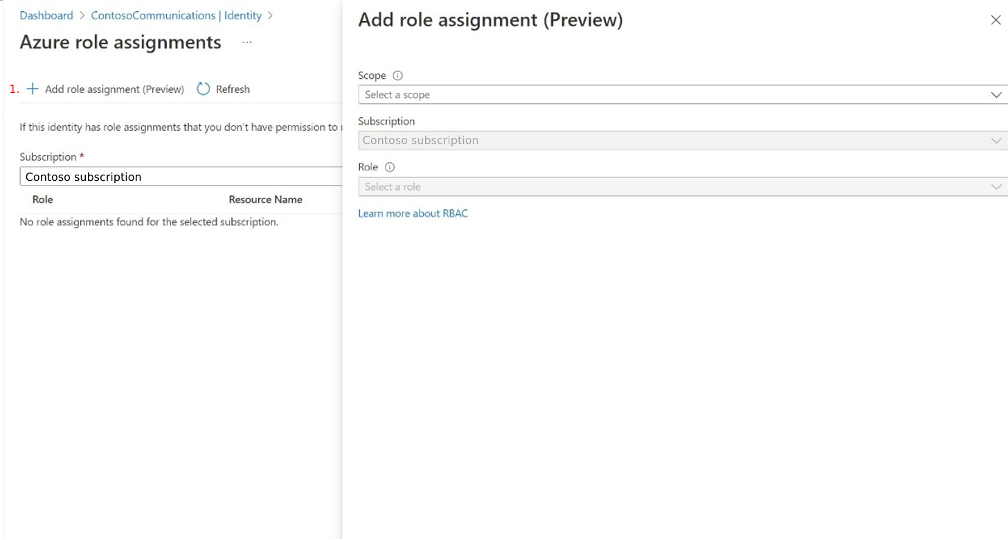 Dashboard > ContosoCommunications | Identity >
Azure role assignments ...
1. + Add role assignment (Preview) Refresh
If this identity has role assignments that you don't have permission to
Subscription *
Contoso subscription
Role Resource Name
No role assignments found for the selected subscription.
Add role assignment (Preview)
Scope
Select a scope
Subscription
Contoso subscription
Role
Select a role
Learn more about RBAC